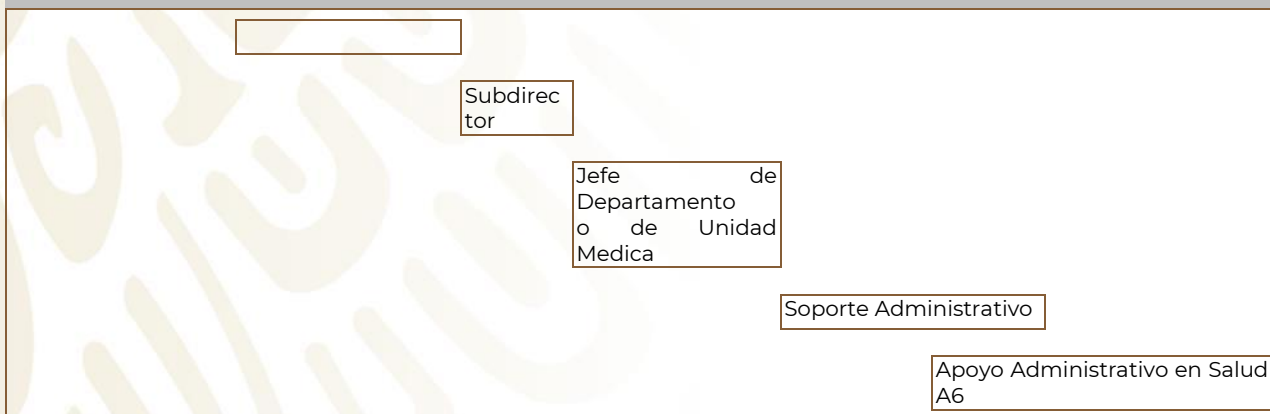 Subdirec
tor
Jefe de
Departamento
o de Unidad
Medica
Soporte Administrativo
Apoyo Administrativo en Salud
A6